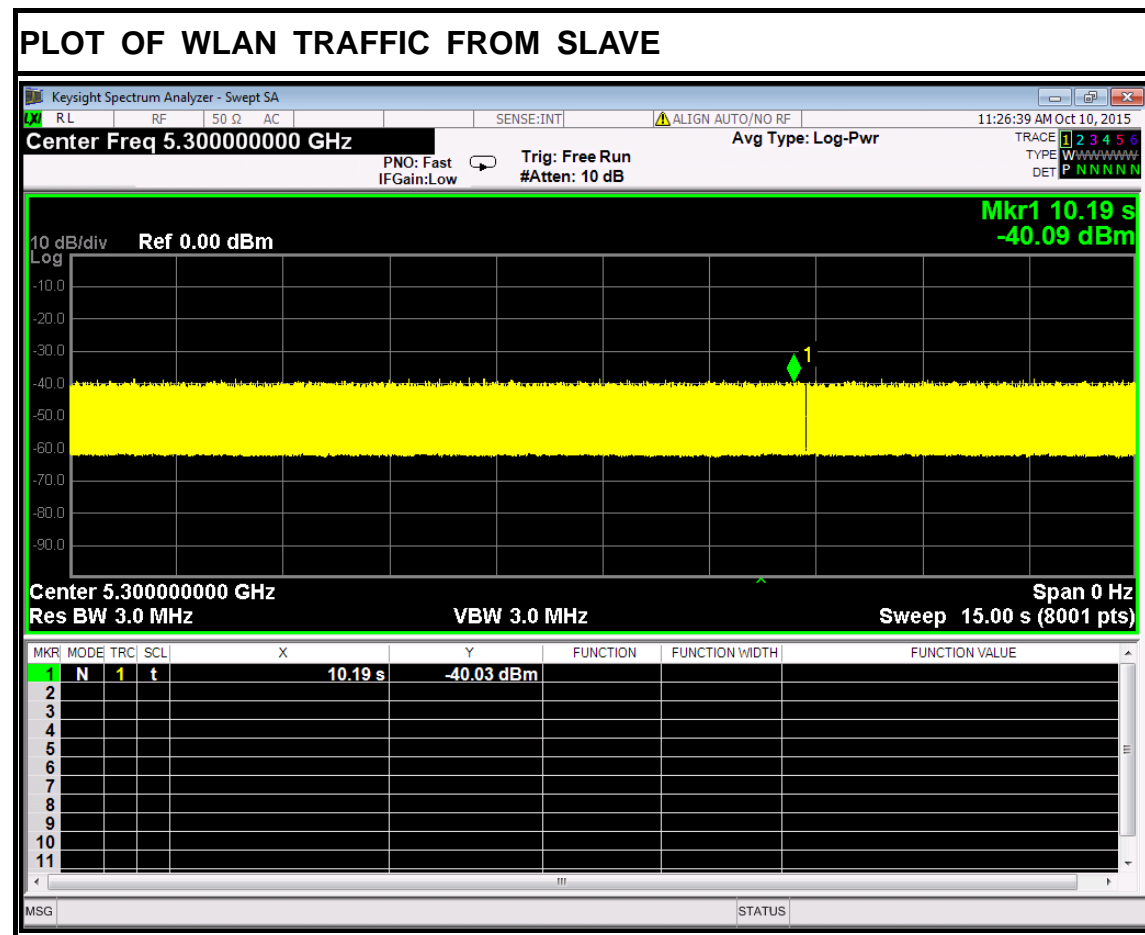 PLOT OF WLAN TRAFFIC FROM SLAVE
Keysight Spectrum Analyzer - Swept SA
LXI RL RF 50 Ω AC SENSE:INT ALIGN AUTO/NO RF 11:26:39 AM Oct 10, 2015
Center Freq 5.300000000 GHz Avg Type: Log-Pwr TRACE 1 2 3 4 5 6
PNO: Fast Trig: Free Run TYPE WWWWWWW
IFGain:Low #Atten: 10 dB DET P N N N N N
Mkr1 10.19 s
10 dB/div Ref 0.00 dBm -40.09 dBm
Log
-10.0
-20.0
-30.0
1
-40.0
-50.0
-60.0
-70.0
-80.0
-90.0
Center 5.300000000 GHz Span 0 Hz
Res BW 3.0 MHz VBW 3.0 MHz Sweep 15.00 s (8001 pts)
MKR MODE TRC SCL X Y FUNCTION FUNCTION WIDTH FUNCTION VALUE
1 N 1 t 10.19 s -40.03 dBm
2
3
4
5
6
7
8
9
10
11
MSG STATUS